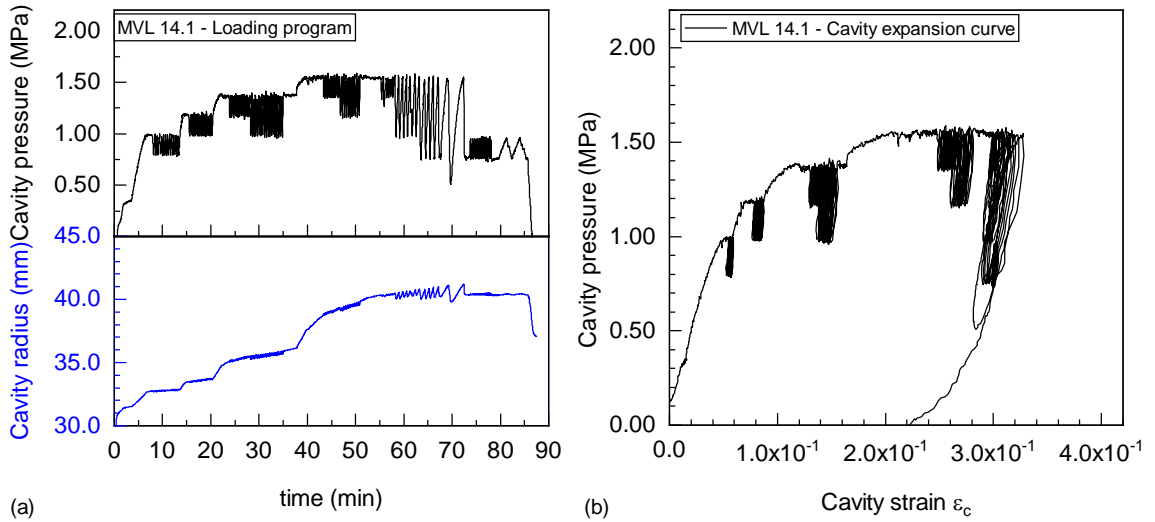 MVL 14.1 - Loading program
Cavity pressure (MPa)
2.00
1.50
1.00
0.50
45.0
Cavity radius (mm)
40.0
35.0
30.0
0 10 20 30 40 50 60 70 80 90
time (min)
(a)
MVL 14.1 - Cavity expansion curve
Cavity pressure (MPa)
2.00
1.50
1.00
0.50
0.00
0.0 1.0x10⁻¹ 2.0x10⁻¹ 3.0x10⁻¹ 4.0x10⁻¹
Cavity strain ε_c
(b)